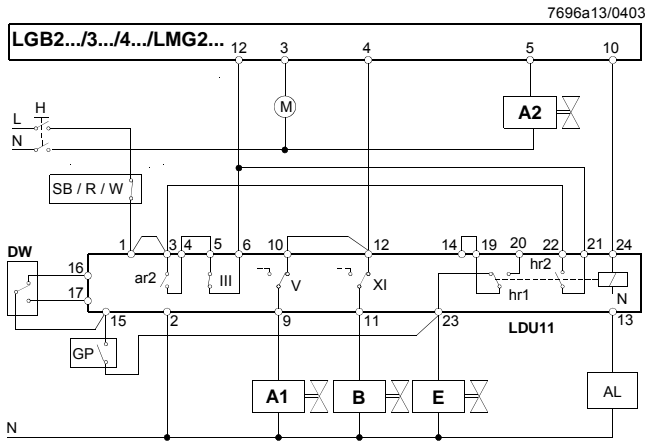 7696a13/0403
LGB2.../3.../4.../LMG2...
12 3 4 5 10
M
A2
H
L
N
SB / R / W
1 3 4 5 6 10 12 14 19 20 22 21 24
DW
16
17
ar2 III V XI hr1 hr2 N
15 2 9 11 23 LDU11 13
GP
A1 B E AL
N